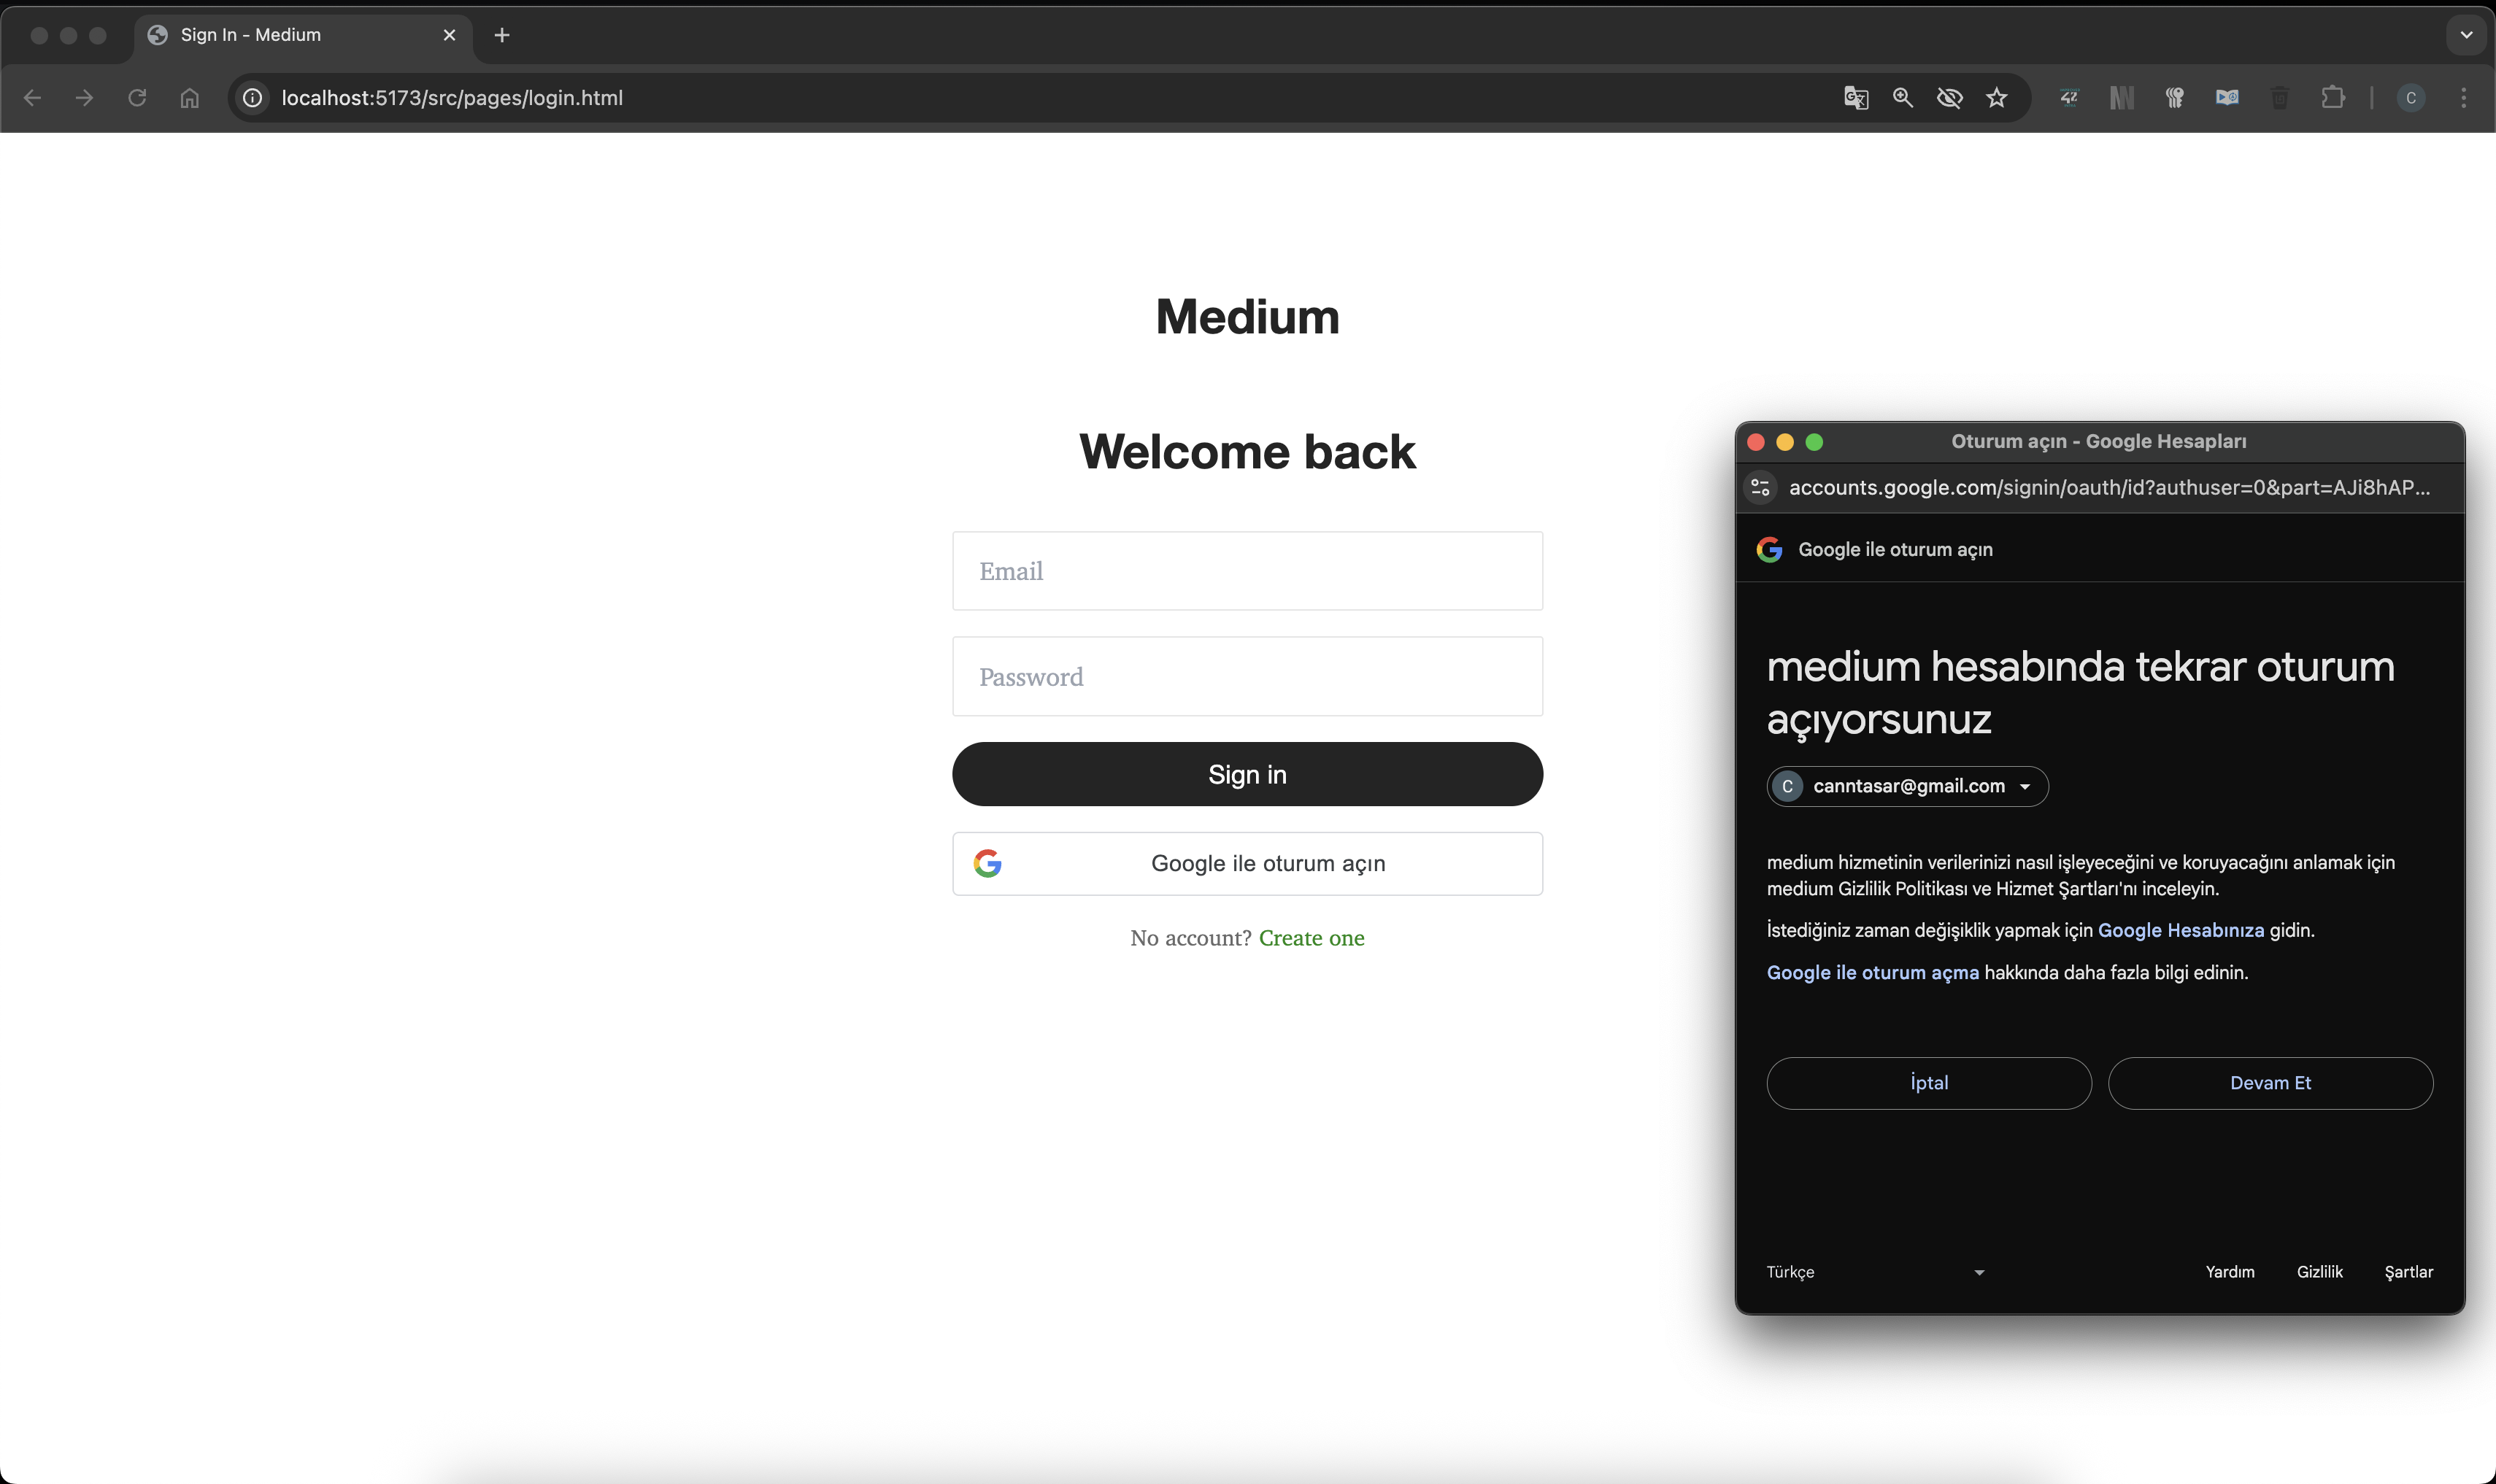 Sign In - Medium
localhost:5173/src/pages/login.html
42
C
Medium
Welcome back
Email
Password
Sign in
Google ile oturum açın
No account? Create one
Oturum açın - Google Hesapları
accounts.google.com/signin/oauth/id?authuser=0&part=AJi8hAP...
Google ile oturum açın
medium hesabında tekrar oturum
açıyorsunuz
C canntasar@gmail.com
medium hizmetinin verilerinizi nasıl işleyeceğini ve koruyacağını anlamak için
medium Gizlilik Politikası ve Hizmet Şartları'nı inceleyin.
İstediğiniz zaman değişiklik yapmak için Google Hesabınıza gidin.
Google ile oturum açma hakkında daha fazla bilgi edinin.
İptal
Devam Et
Türkçe
Yardım
Gizlilik
Şartlar